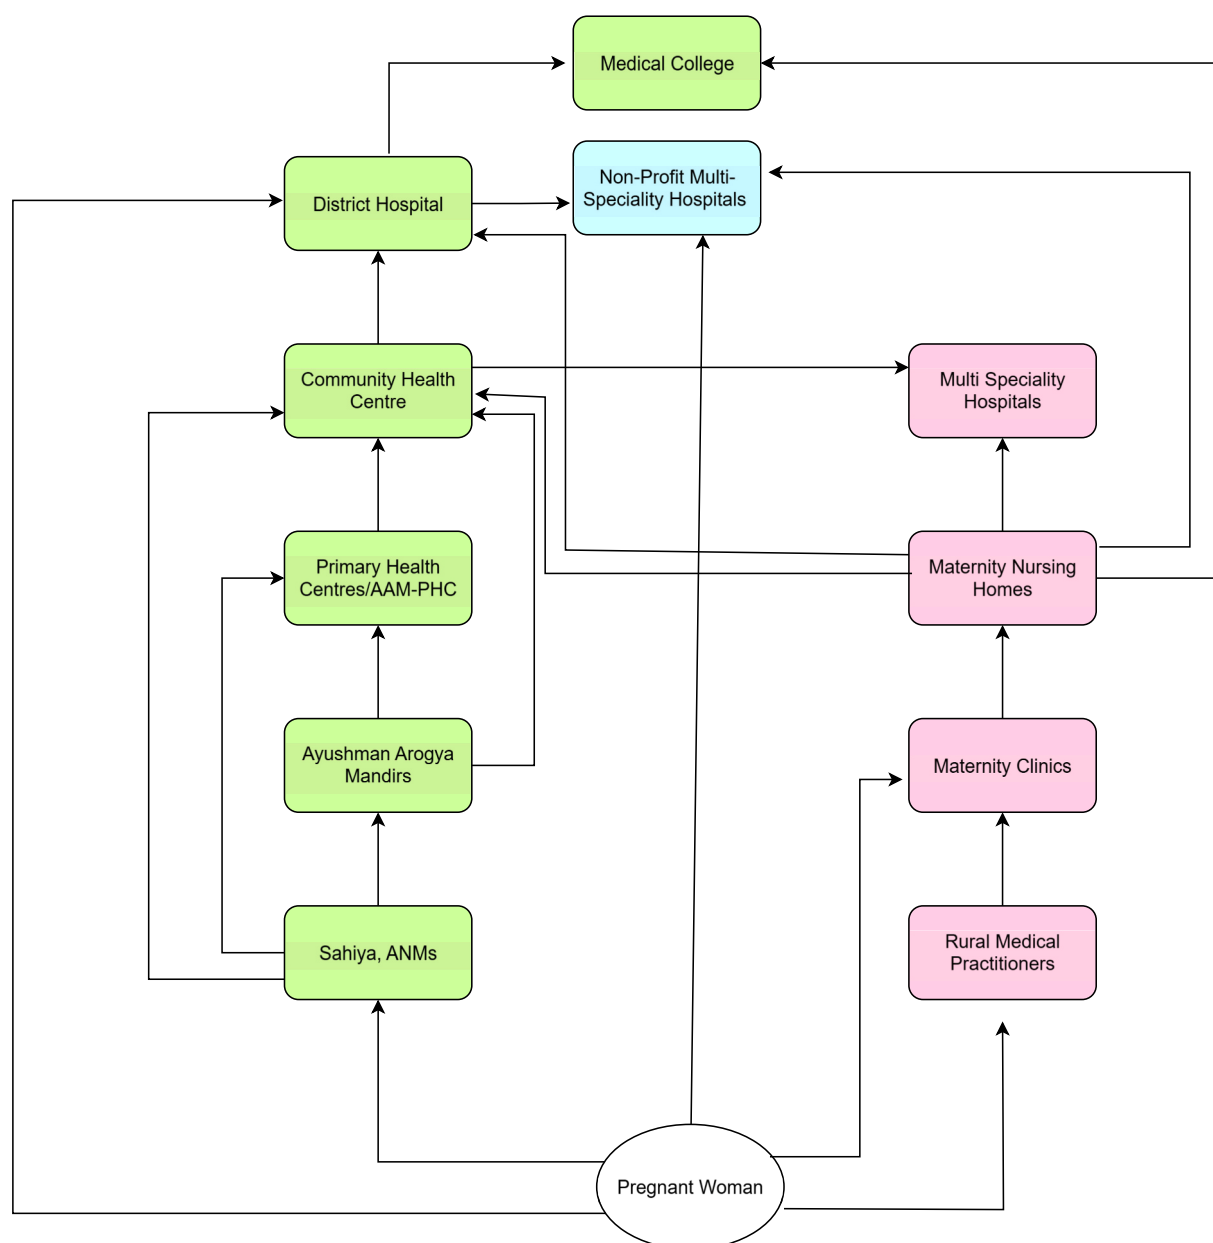 Medical College
Non-Profit Multi-
Speciality Hospitals
District Hospital
Community Health
Centre
Multi Speciality
Hospitals
Primary Health
Centres/AAM-PHC
Maternity Nursing
Homes
Ayushman Arogya
Mandirs
Maternity Clinics
Sahiya, ANMs
Rural Medical
Practitioners
Pregnant Woman